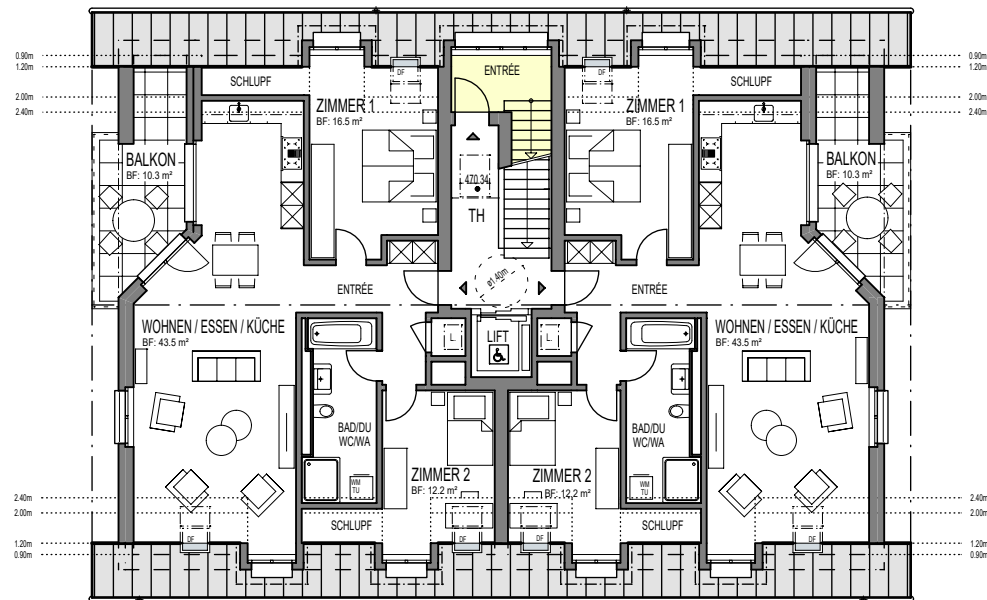 0.90m
1.20m
2.00m
2.40m
0.90m
1.20m
2.00m
2.40m
SCHLUPF
DF
ENTRÉE
DF
SCHLUPF
ZIMMER 1
BF: 16.5 m²
ZIMMER 1
BF: 16.5 m²
BALKON
BF: 10.3 m²
BALKON
BF: 10.3 m²
470.34
TH
ø1.40m
ENTRÉE
ENTRÉE
WOHNEN / ESSEN / KÜCHE
BF: 43.5 m²
WOHNEN / ESSEN / KÜCHE
BF: 43.5 m²
L.
LIFT
L.
BAD/DU
WC/WA
BAD/DU
WC/WA
WM
TU
WM
TU
ZIMMER 2
BF: 12.2 m²
ZIMMER 2
BF: 12.2 m²
SCHLUPF
SCHLUPF
DF
DF
DF
DF
2.40m
2.00m
1.20m
0.90m
2.40m
2.00m
1.20m
0.90m